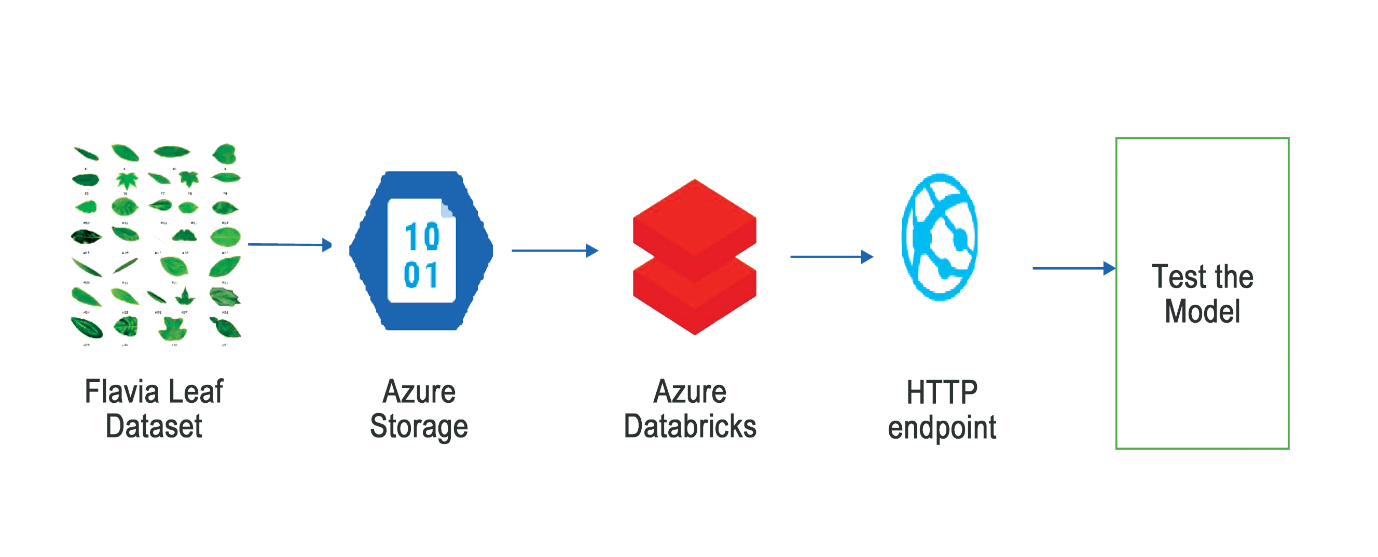 10
01
Flavia Leaf
Dataset
Azure
Storage
Azure
Databricks
HTTP
endpoint
Test the
Model